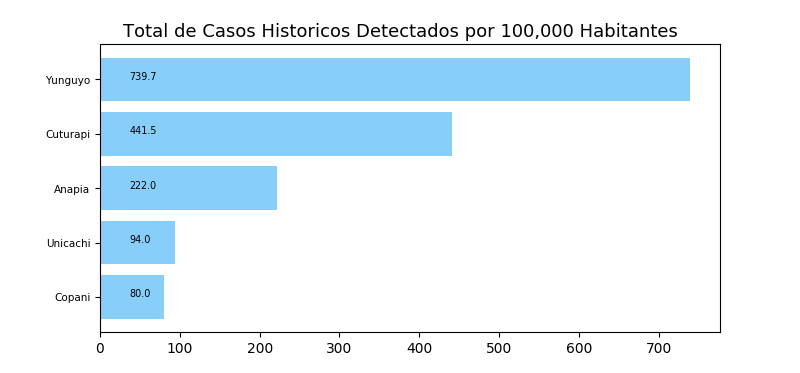 Total de Casos Historicos Detectados por 100,000 Habitantes
Yunguyo 739.7
Cuturapi 441.5
Anapia 222.0
Unicachi 94.0
Copani 80.0
0 100 200 300 400 500 600 700